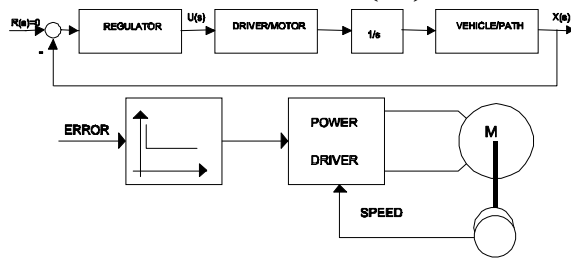 R(s)=0
REGULATOR
U(s)
DRIVER/MOTOR
1/s
VEHICLE/PATH
X(s)
-
ERROR
POWER
DRIVER
M
SPEED